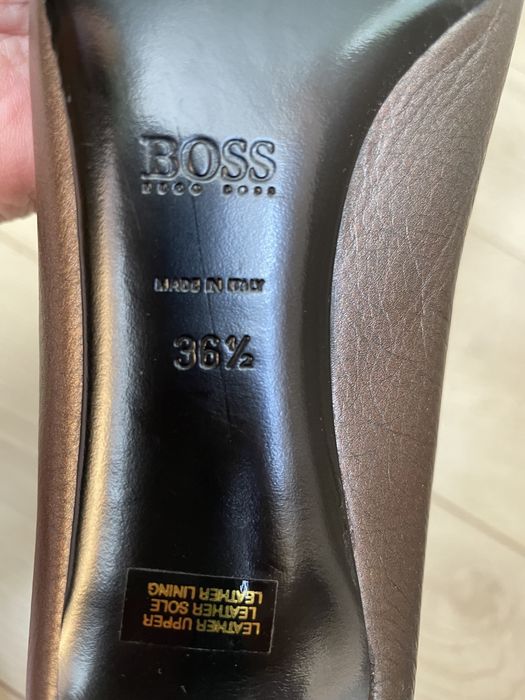 BOSS
HUGO BOSS
MADE IN ITALY
36½
LEATHER UPPER
LEATHER SOLE
LEATHER LINING